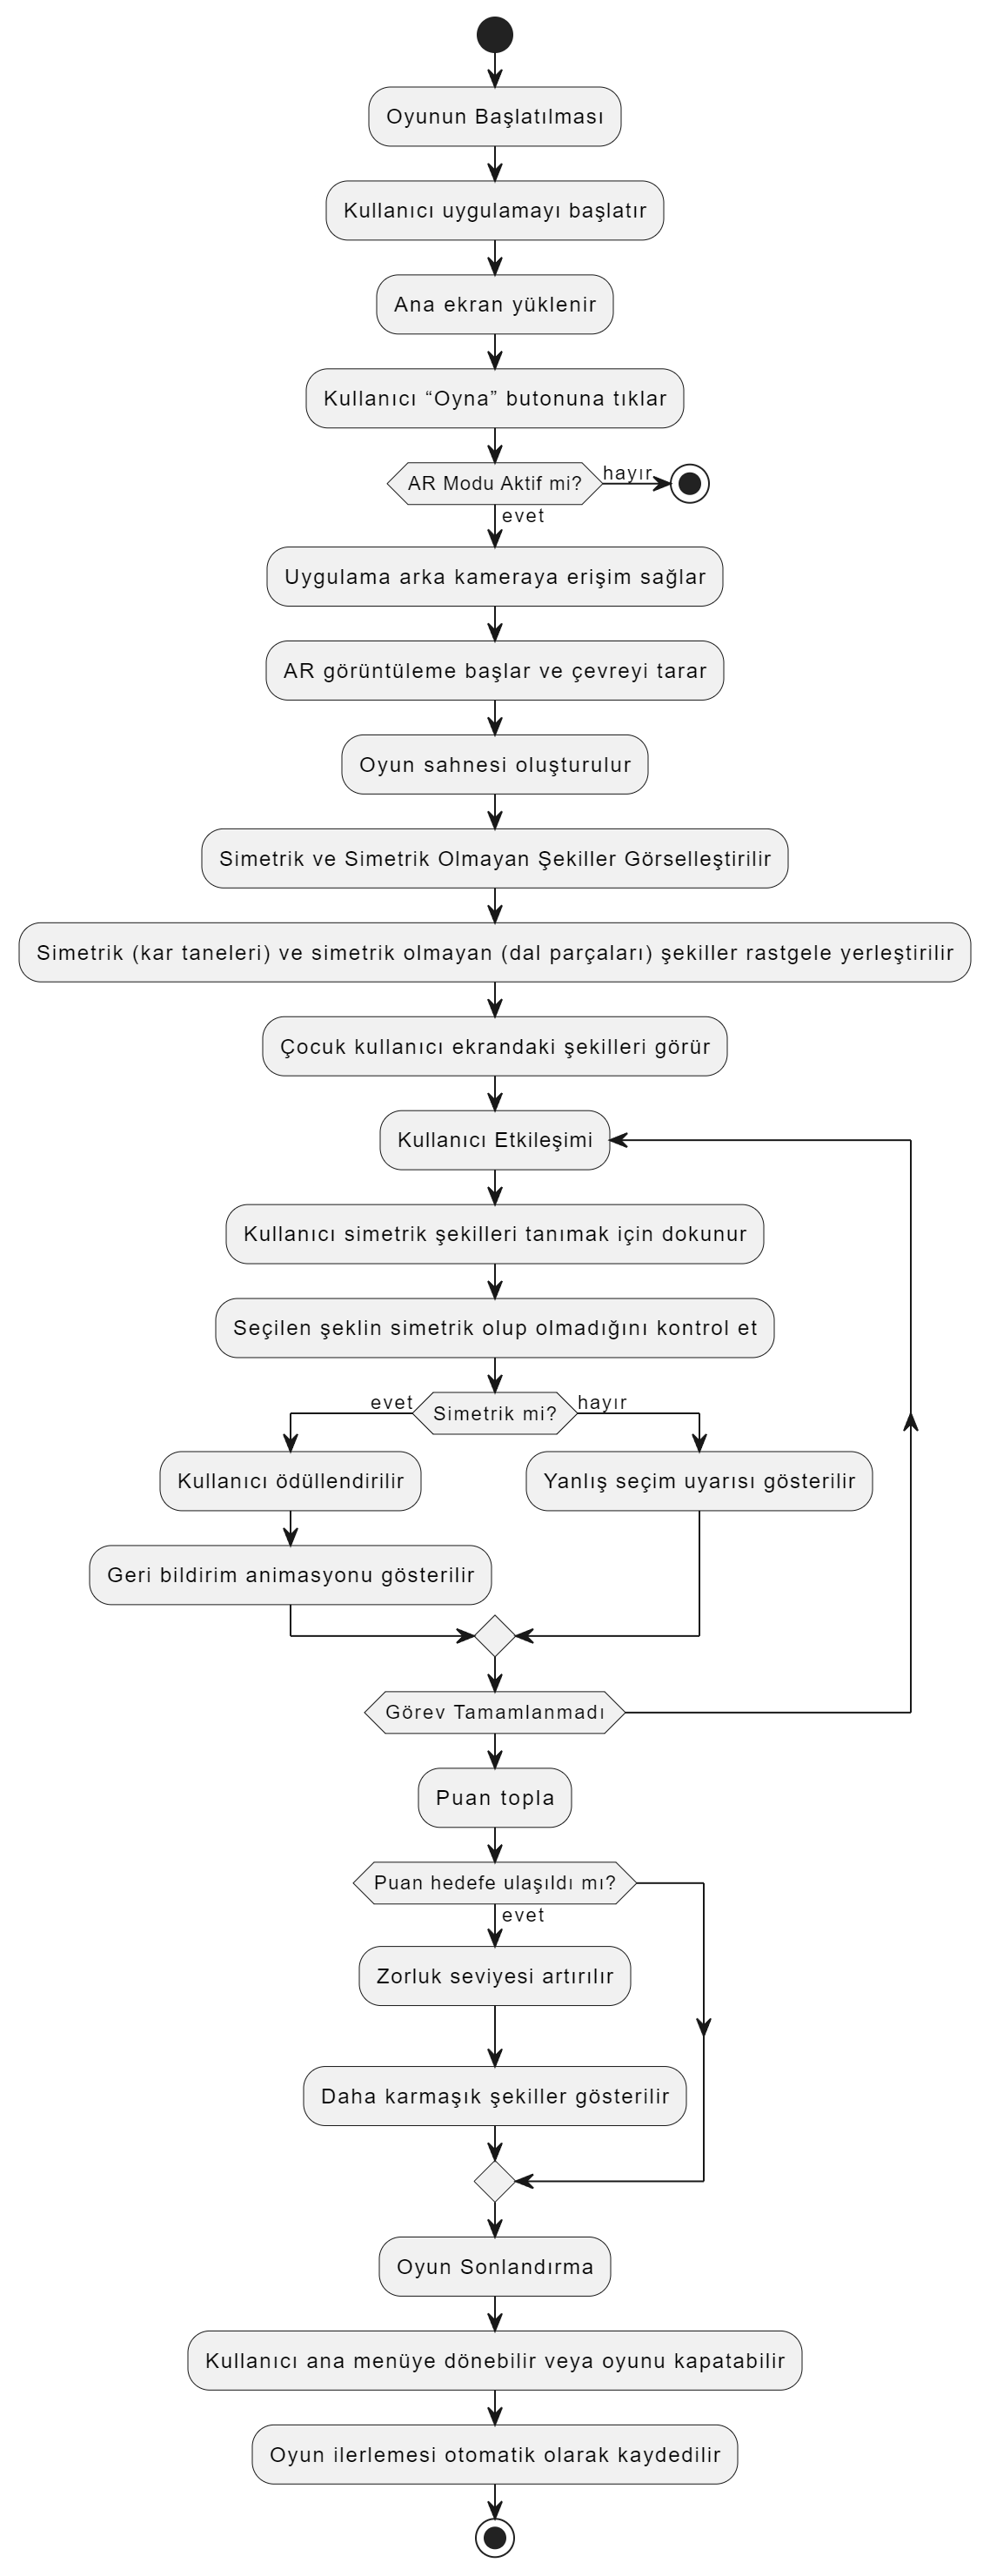 Oyunun Başlatılması
Kullanıcı uygulamayı başlatır
Ana ekran yüklenir
Kullanıcı “Oyna” butonuna tıklar
AR Modu Aktif mi?
hayır
evet
Uygulama arka kameraya erişim sağlar
AR görüntüleme başlar ve çevreyi tarar
Oyun sahnesi oluşturulur
Simetrik ve Simetrik Olmayan Şekiller Görselleştirilir
Simetrik (kar taneleri) ve simetrik olmayan (dal parçaları) şekiller rastgele yerleştirilir
Çocuk kullanıcı ekrandaki şekilleri görür
Kullanıcı Etkileşimi
Kullanıcı simetrik şekilleri tanımak için dokunur
Seçilen şeklin simetrik olup olmadığını kontrol et
evet
Simetrik mi?
hayır
Kullanıcı ödüllendirilir
Yanlış seçim uyarısı gösterilir
Geri bildirim animasyonu gösterilir
Görev Tamamlanmadı
Puan topla
Puan hedefe ulaşıldı mı?
evet
Zorluk seviyesi artırılır
Daha karmaşık şekiller gösterilir
Oyun Sonlandırma
Kullanıcı ana menüye dönebilir veya oyunu kapatabilir
Oyun ilerlemesi otomatik olarak kaydedilir